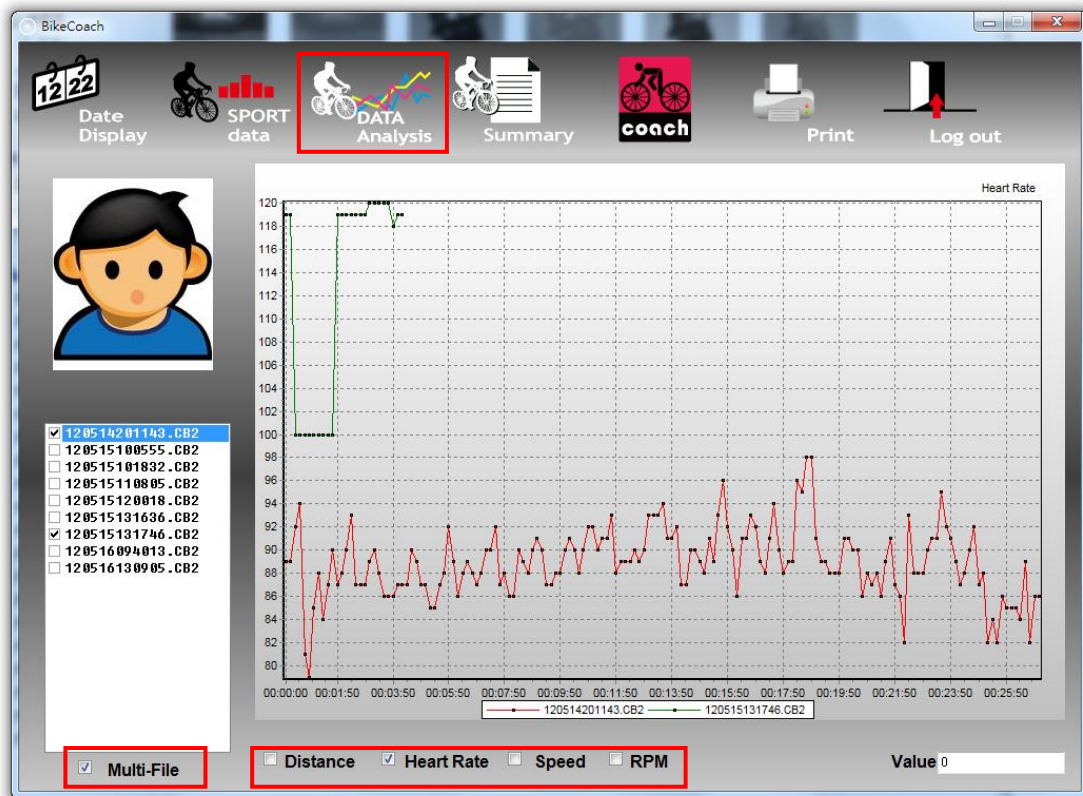 BikeCoach
12 22
Date
Display
SPORT
data
DATA
Analysis
Summary
coach
Print
Log out
Heart Rate
120
118
116
114
112
110
108
106
104
102
100
98
96
94
92
90
88
86
84
82
80
00:00:00 00:01:50 00:03:50 00:05:50 00:07:50 00:09:50 00:11:50 00:13:50 00:15:50 00:17:50 00:19:50 00:21:50 00:23:50 00:25:50
120514201143.CB2 120515131746.CB2
120514201143.CB2
120515100555.CB2
120515101832.CB2
120515110805.CB2
120515120018.CB2
120515131636.CB2
120515131746.CB2
120516094013.CB2
120516130905.CB2
Multi-File
Distance Heart Rate Speed RPM
Value 0